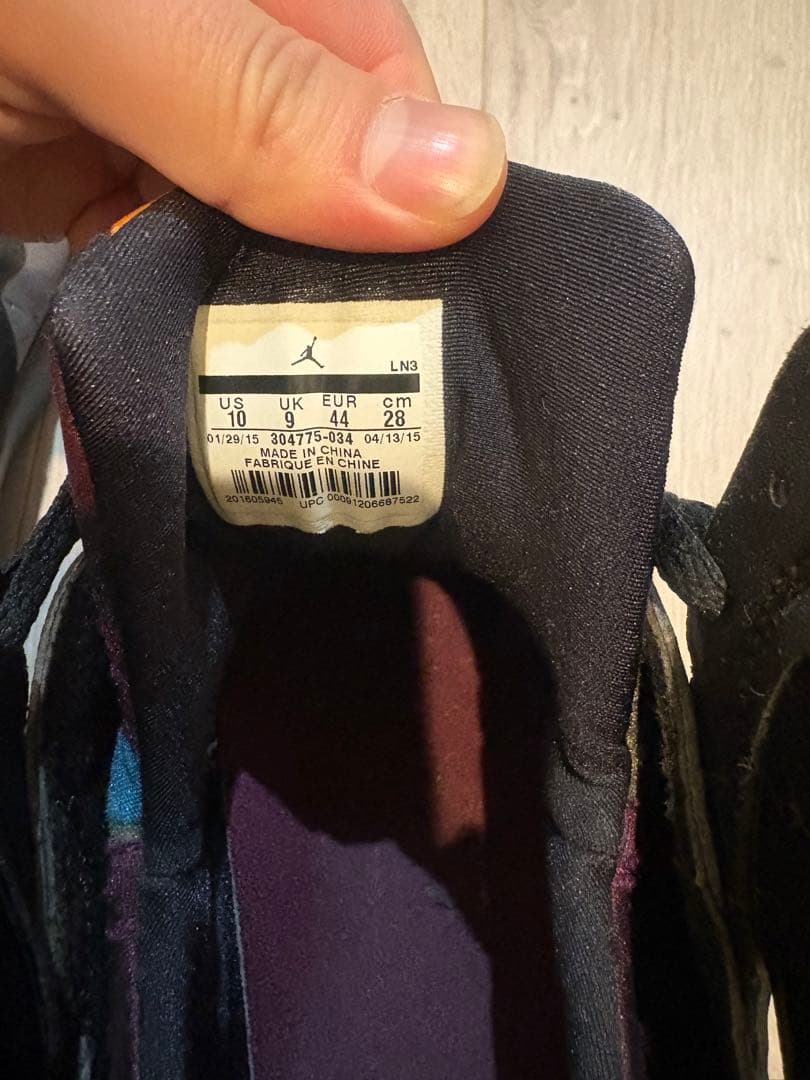 LN3
US UK EUR cm
10 9 44 28
01/29/15 304775-034 04/13/15
MADE IN CHINA
FABRIQUE EN CHINE
201605945 UPC 00091206687522